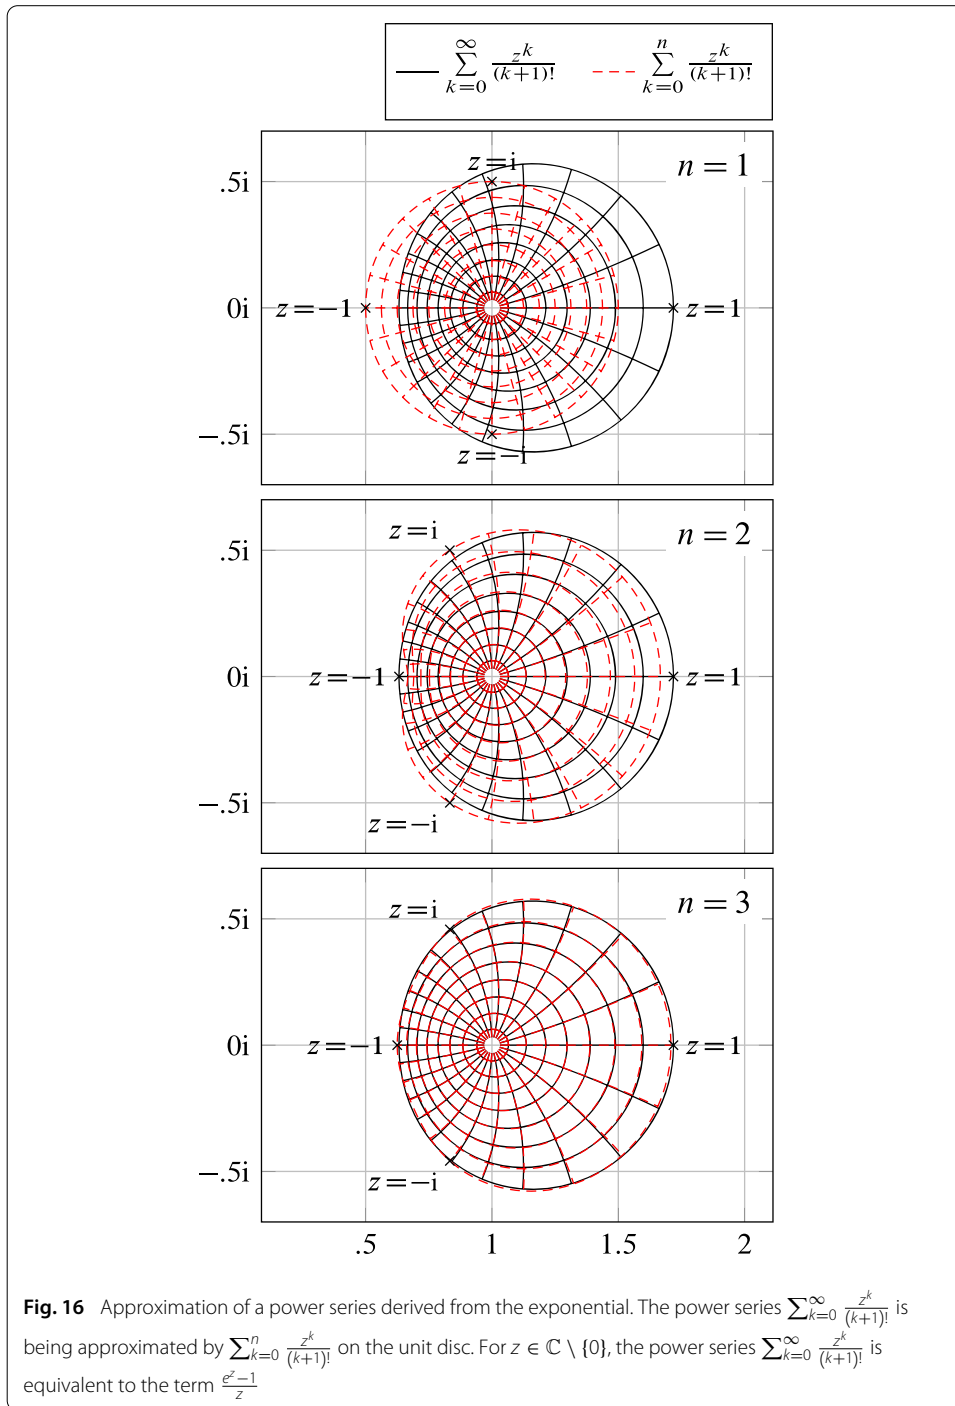 ∞∑k=0 z^k/(k+1)!   n∑k=0 z^k/(k+1)!
n = 1
z=i
.5i
0i
−.5i
z=−1
z=1
z=−i
n = 2
z=i
.5i
0i
−.5i
z=−1
z=1
z=−i
n = 3
z=i
.5i
0i
−.5i
z=−1
z=1
z=−i
.5 1 1.5 2
Fig. 16 Approximation of a power series derived from the exponential. The power series ∑_{k=0}^{∞} z^k/(k+1)! is
being approximated by ∑_{k=0}^{n} z^k/(k+1)! on the unit disc. For z ∈ ℂ \ {0}, the power series ∑_{k=0}^{∞} z^k/(k+1)! is
equivalent to the term (e^z−1)/z